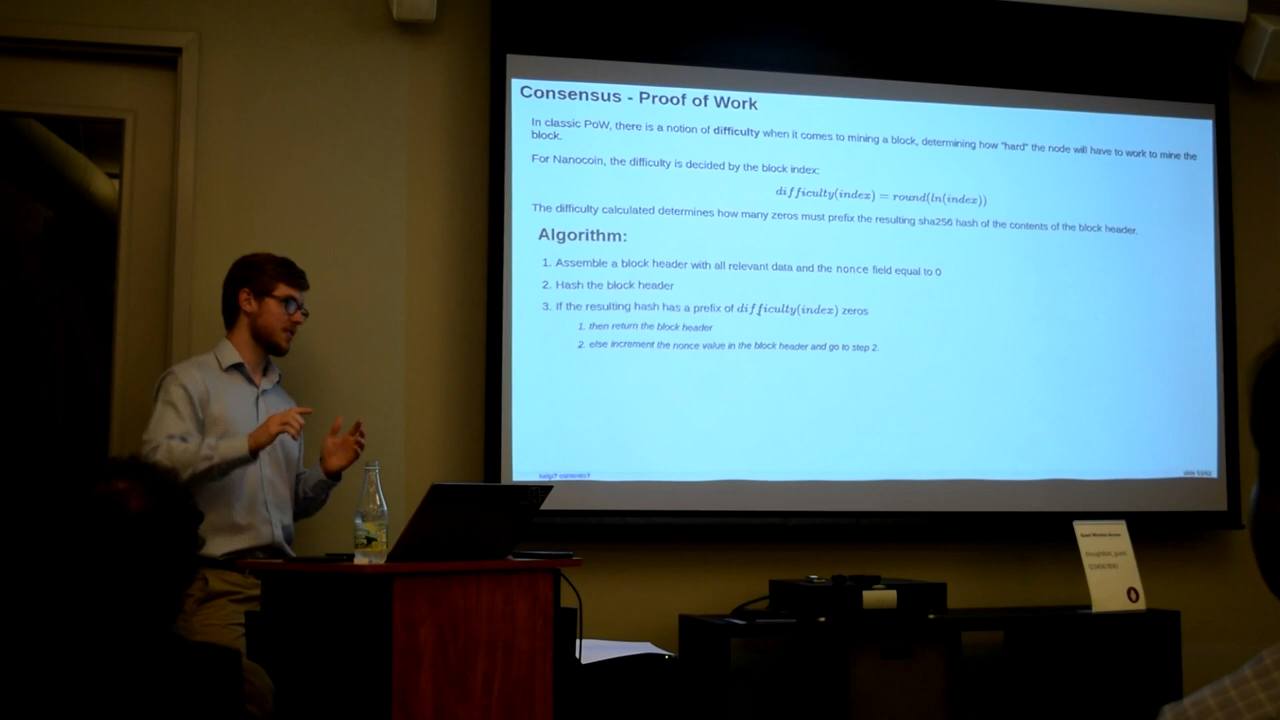 Consensus - Proof of Work
In classic PoW, there is a notion of difficulty when it comes to mining a block, determining how "hard" the node will have to work to mine the
block.
For Nanocoin, the difficulty is decided by the block index:
difficulty(index) = round(ln(index))
The difficulty calculated determines how many zeros must prefix the resulting sha256 hash of the contents of the block header.
Algorithm:
1. Assemble a block header with all relevant data and the nonce field equal to 0
2. Hash the block header
3. If the resulting hash has a prefix of difficulty(index) zeros
1. then return the block header
2. else increment the nonce value in the block header and go to step 2.
help? contents?
Guest Wireless Access
thoughtbot_guest